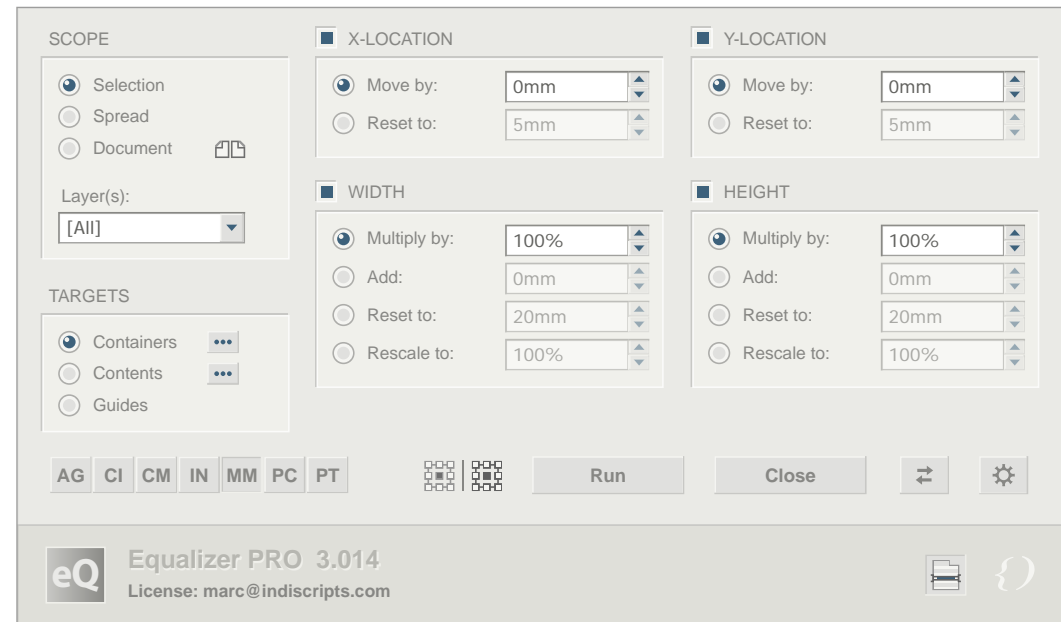 SCOPE
Selection
Spread
Document
Layer(s):
[All]
TARGETS
Containers
Contents
Guides
X-LOCATION
Move by:
0mm
Reset to:
5mm
Y-LOCATION
Move by:
0mm
Reset to:
5mm
WIDTH
Multiply by:
100%
Add:
0mm
Reset to:
20mm
Rescale to:
100%
HEIGHT
Multiply by:
100%
Add:
0mm
Reset to:
20mm
Rescale to:
100%
AG CI CM IN MM PC PT
Run
Close
eQ
Equalizer PRO 3.014
License: marc@indiscripts.com
{}